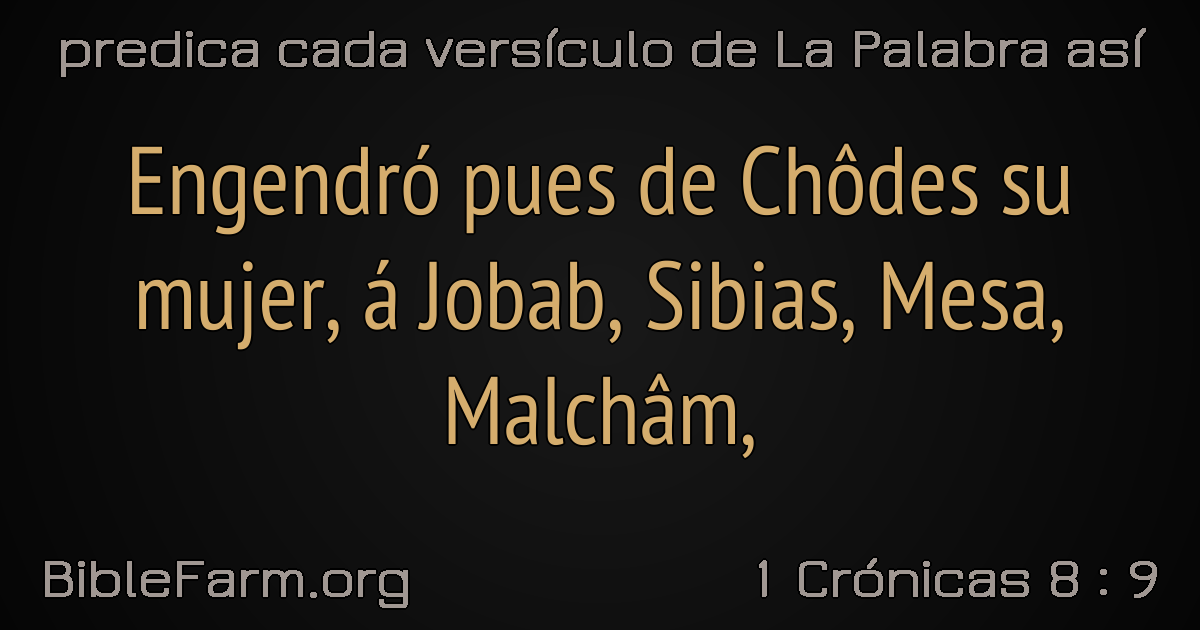 predica cada versículo de La Palabra así
Engendró pues de Chôdes su
mujer, á Jobab, Sibias, Mesa,
Malchâm,
BibleFarm.org
1 Crónicas 8 : 9